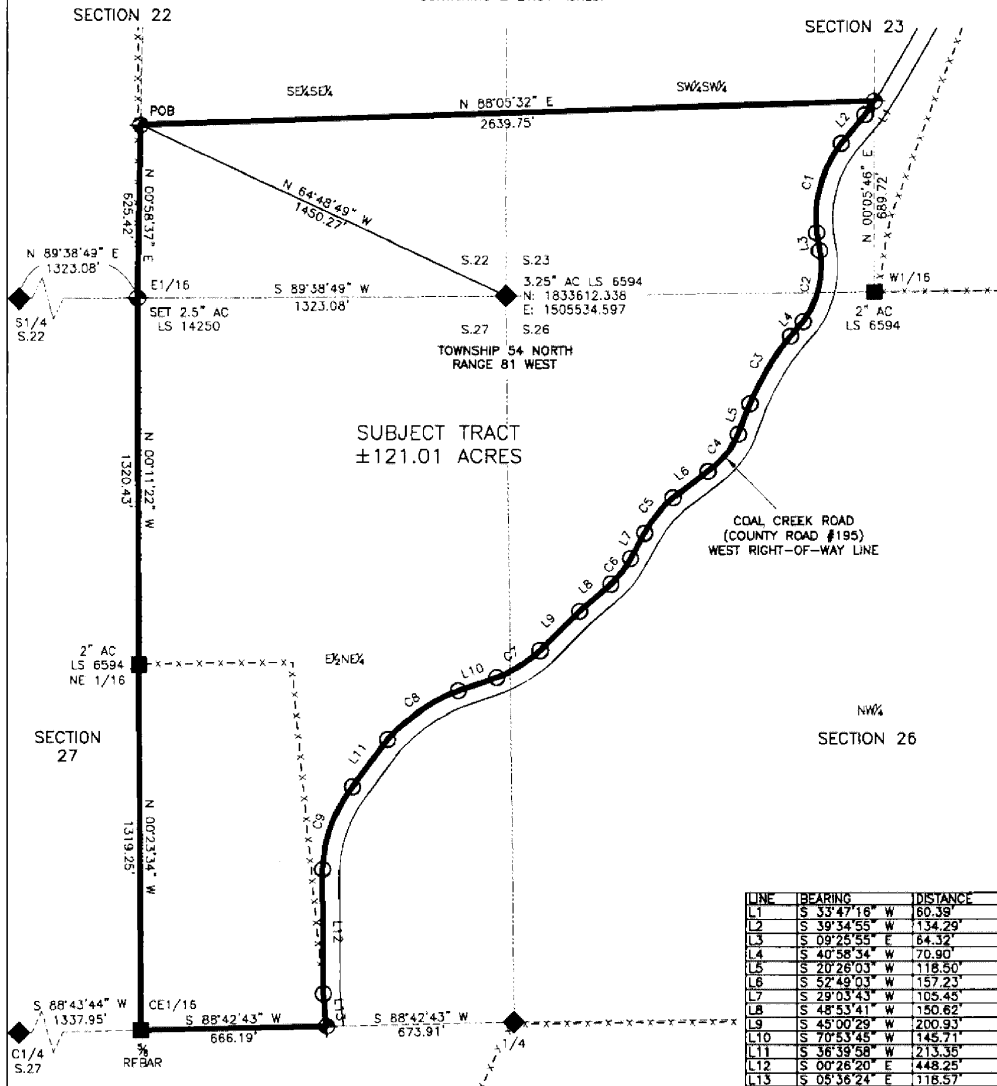 SECTION 22
SECTION 23
POB
SE¼SE¼
SW¼SW¼
N 88°05'32" E
2639.75'
L1
L2
C1
N 00°05'46" E
689.72'
N 64°48'49" W
1450.27'
N 00°58'37" E
625.42'
L3
N 89°38'49" E
1323.08'
E1/16
S 89°38'49" W
1323.08'
S.22 S.23
3.25" AC LS 6594
N: 1833612.338
E: 1505534.597
C2
W1/16
2" AC
LS 6594
SET 2.5" AC
LS 14250
S1/4
S.22
S.27 S.26
TOWNSHIP 54 NORTH
RANGE 81 WEST
L4
C3
SUBJECT TRACT
±121.01 ACRES
N 00°11'22" W
1320.43'
L5
C4
L6
C5
COAL CREEK ROAD
(COUNTY ROAD #195)
WEST RIGHT-OF-WAY LINE
L7
C6
L8
L9
2" AC
LS 6594
NE 1/16
E½NE¼
C7
L10
C8
NW¼
SECTION
27
SECTION 26
L11
C9
N 00°23'34" W
1319.25'
L12
L13
S 88°43'44" W
1337.95'
CE1/16
S 88°42'43" W
666.19'
S 88°42'43" W
673.91'
1/4
C1/4
S.27
⅝
REBAR
LINE BEARING DISTANCE
L1 S 33°47'16" W 60.39'
L2 S 39°34'55" W 134.29'
L3 S 09°25'55" E 64.32'
L4 S 40°58'34" W 70.90'
L5 S 20°26'03" W 118.50'
L6 S 52°49'03" W 157.23'
L7 S 29°03'43" W 105.45'
L8 S 48°53'41" W 150.62'
L9 S 45°00'29" W 200.93'
L10 S 70°53'45" W 145.71'
L11 S 36°39'58" W 213.35'
L12 S 00°26'20" E 448.25'
L13 S 05°36'24" E 118.57'